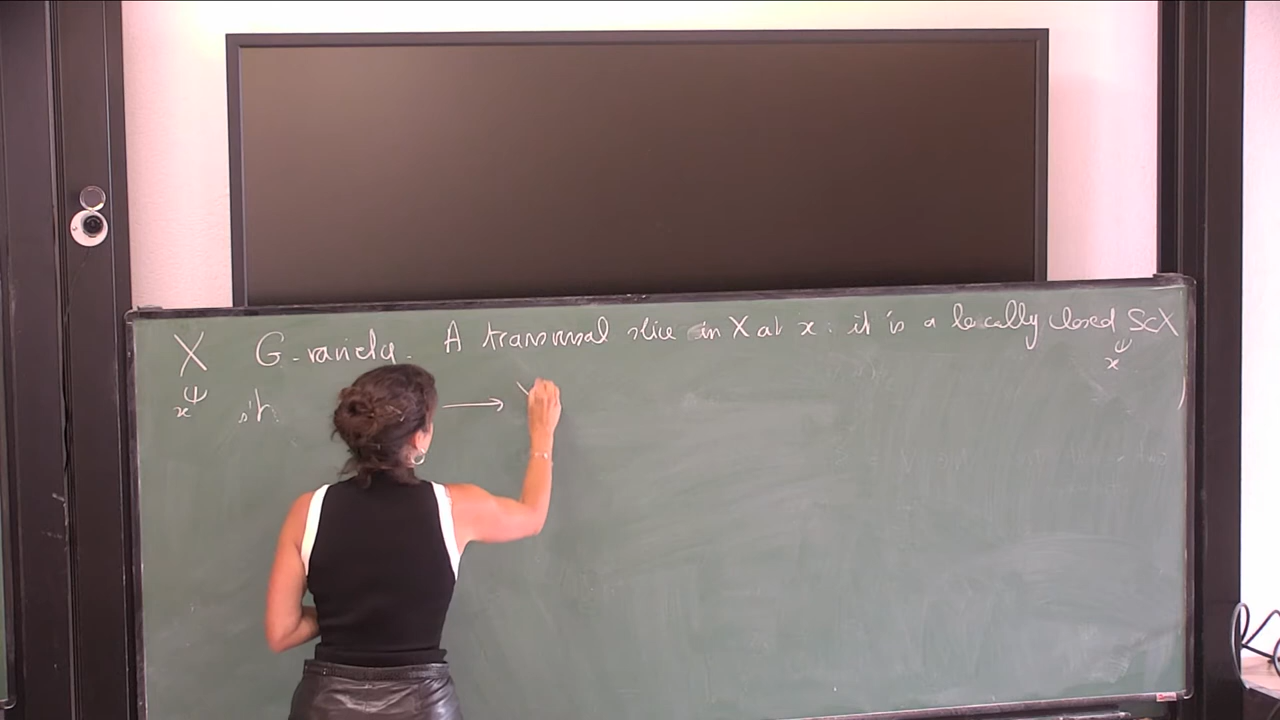 X G-variety. A transversal slice in X at x : it is a locally closed S⊂X
x s.t. → X x